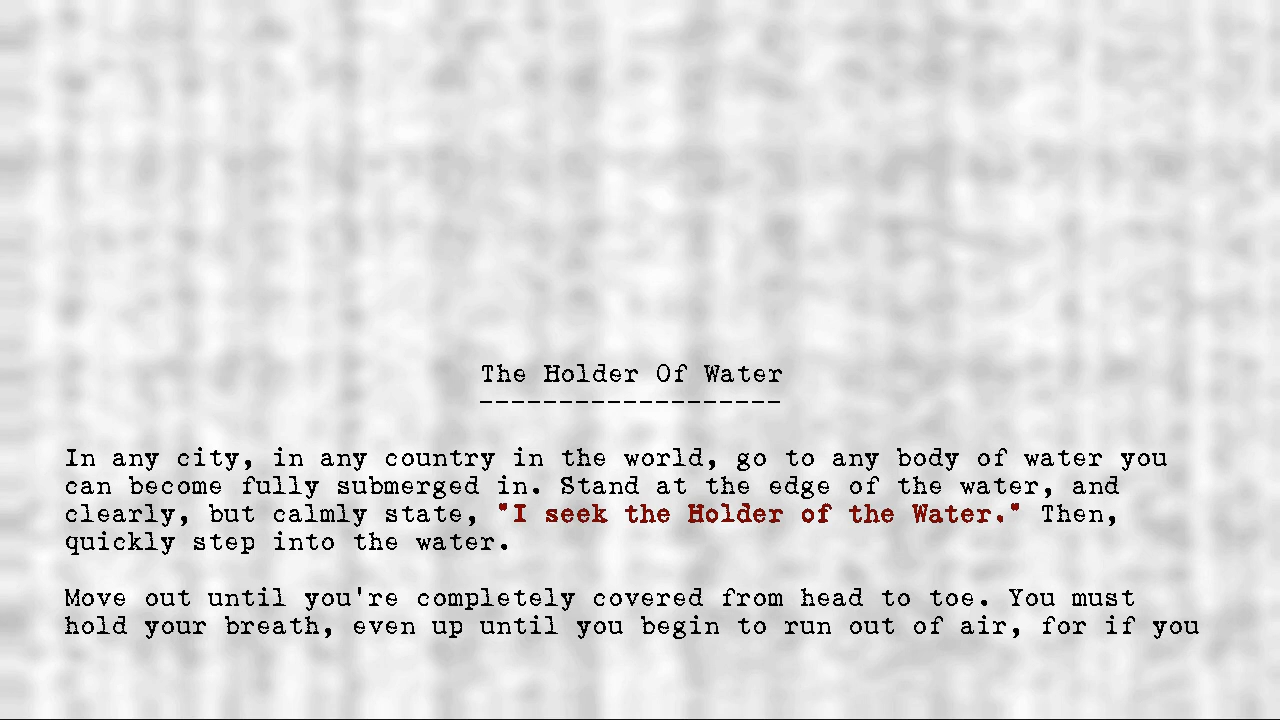 The Holder Of Water
-------------------
In any city, in any country in the world, go to any body of water you
can become fully submerged in. Stand at the edge of the water, and
clearly, but calmly state, "I seek the Holder of the Water." Then,
quickly step into the water.
Move out until you're completely covered from head to toe. You must
hold your breath, even up until you begin to run out of air, for if you